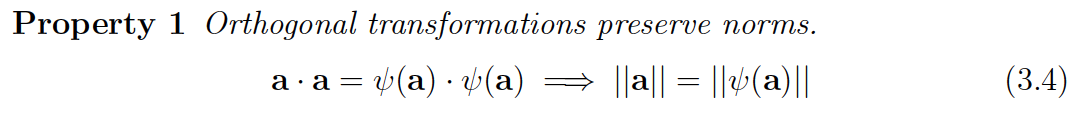 Property 1 Orthogonal transformations preserve norms.
a · a = ψ(a) · ψ(a) ⟹ ||a|| = ||ψ(a)|| (3.4)